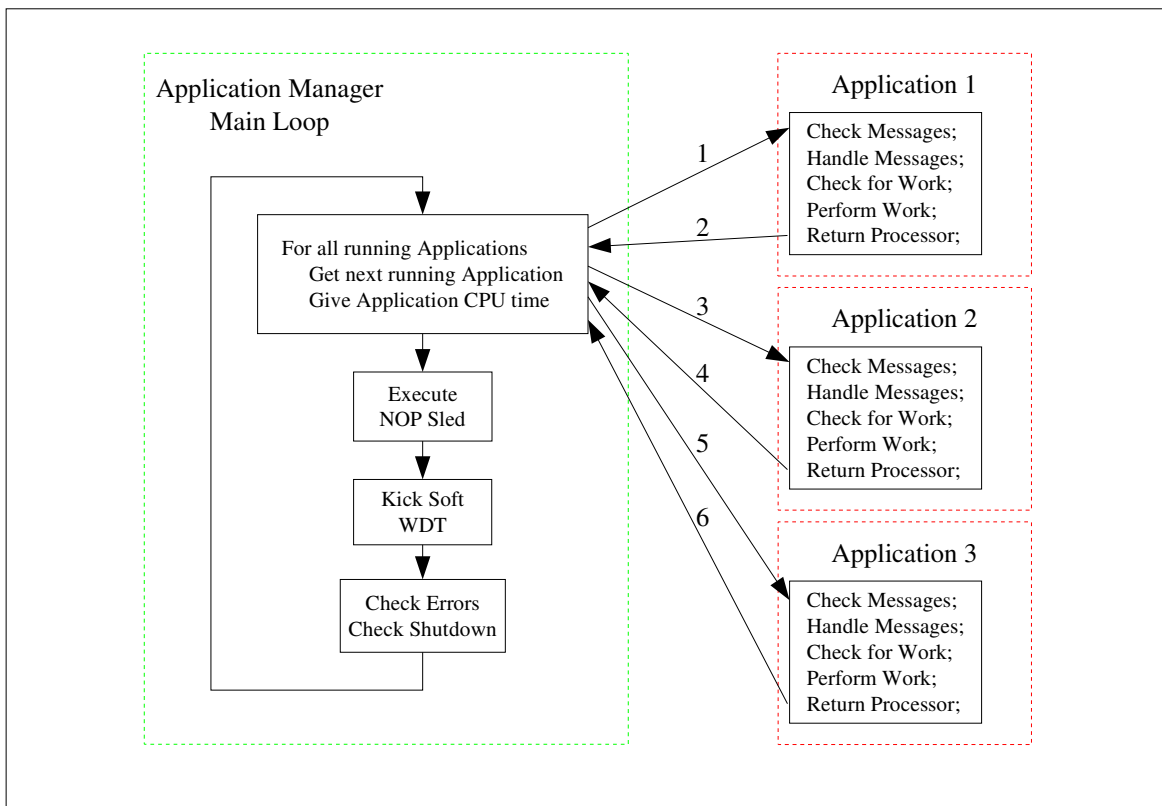 Application Manager
Main Loop
For all running Applications
Get next running Application
Give Application CPU time
Execute
NOP Sled
Kick Soft
WDT
Check Errors
Check Shutdown
1
2
3
4
5
6
Application 1
Check Messages;
Handle Messages;
Check for Work;
Perform Work;
Return Processor;
Application 2
Check Messages;
Handle Messages;
Check for Work;
Perform Work;
Return Processor;
Application 3
Check Messages;
Handle Messages;
Check for Work;
Perform Work;
Return Processor;